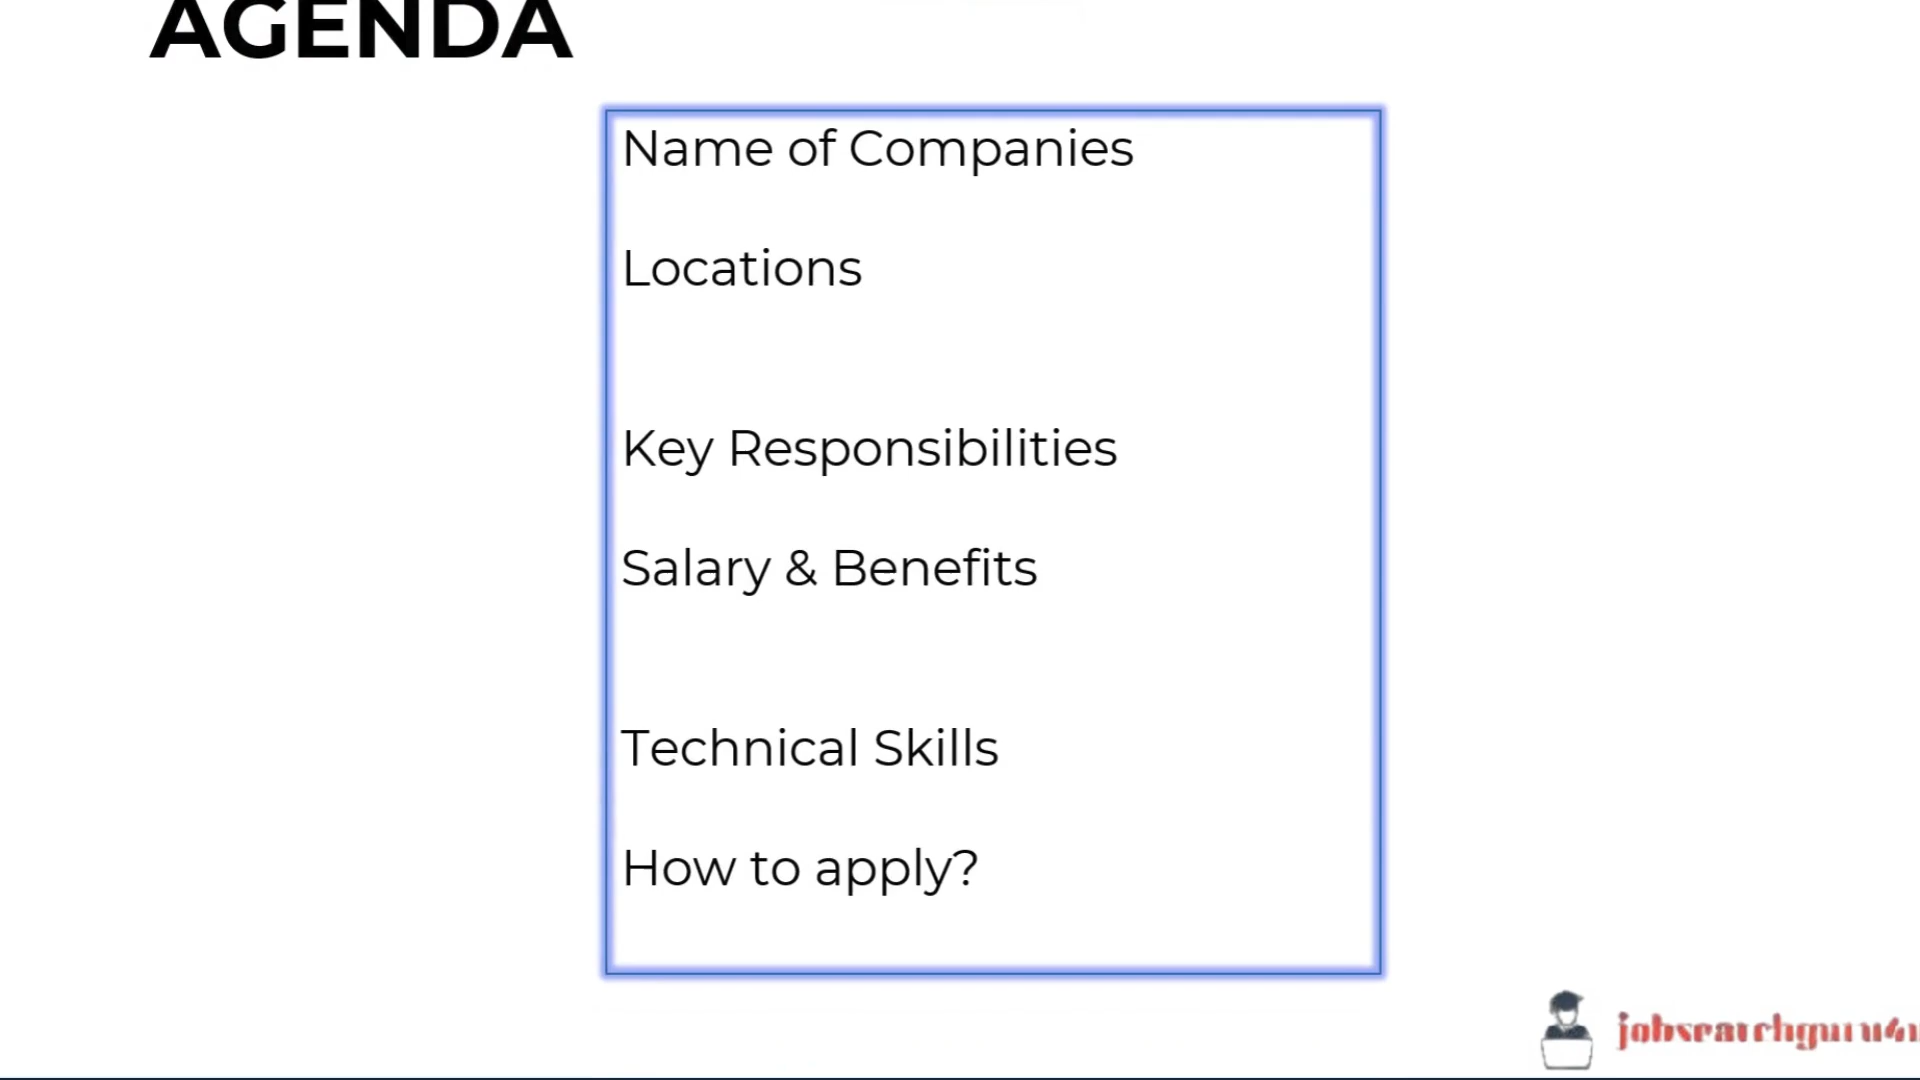 AGENDA
Name of Companies
Locations
Key Responsibilities
Salary & Benefits
Technical Skills
How to apply?